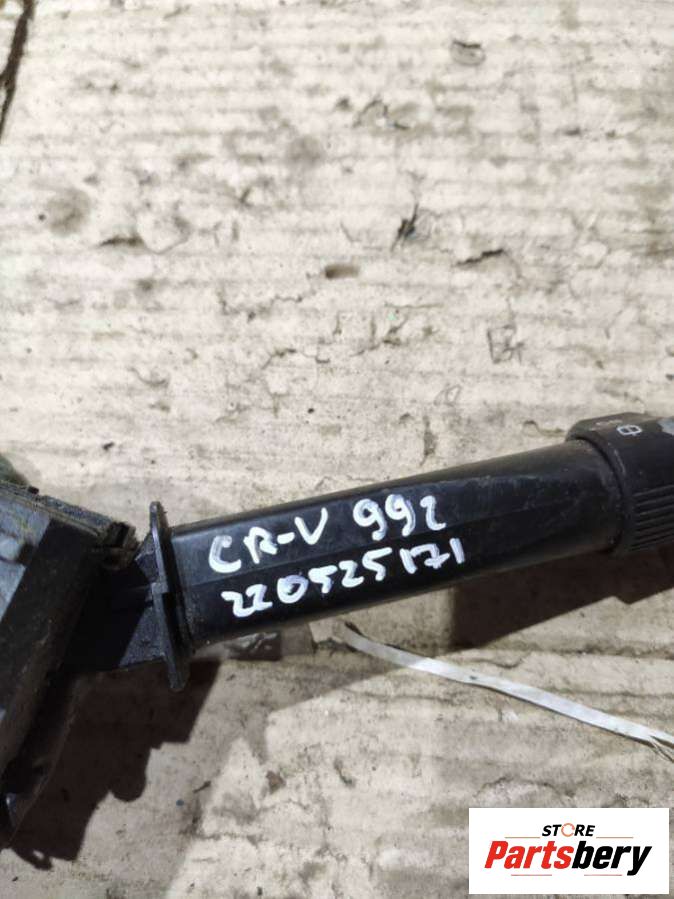 CR-V 992
220525171
STORE
Partsbery